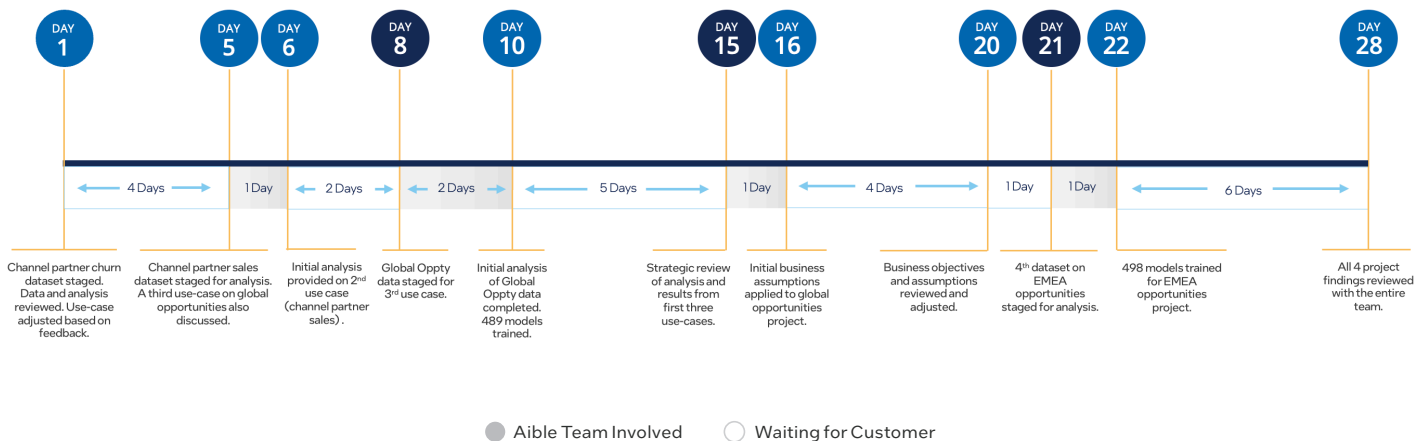 DAY
1
DAY
5
DAY
6
DAY
8
DAY
10
DAY
15
DAY
16
DAY
20
DAY
21
DAY
22
DAY
28
4 Days
1 Day
2 Days
2 Days
5 Days
1 Day
4 Days
1 Day
1 Day
6 Days
Channel partner churn
dataset staged.
Data and analysis
reviewed. Use-case
adjusted based on
feedback.
Channel partner sales
dataset staged for analysis.
A third use-case on global
opportunities also
discussed.
Initial analysis
provided on 2nd
use case
(channel partner
sales) .
Global Oppty
data staged for
3rd use case.
Initial analysis
of Global
Oppty data
completed.
489 models
trained.
Strategic review
of analysis and
results from
first three
use-cases.
Initial business
assumptions
applied to global
opportunities
project.
Business objectives
and assumptions
reviewed and
adjusted.
4th dataset on
EMEA
opportunities
staged for analysis.
498 models trained
for EMEA
opportunities
project.
All 4 project
findings reviewed
with the entire
team.
Aible Team Involved
Waiting for Customer